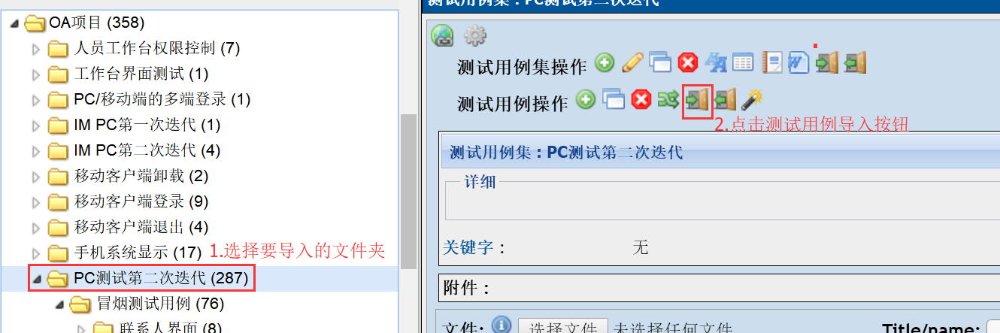 OA项目 (358)
人员工作台权限控制 (7)
工作台界面测试 (1)
PC/移动端的多端登录 (1)
IM PC第一次迭代 (1)
IM PC第二次迭代 (4)
移动客户端卸载 (2)
移动客户端登录 (9)
移动客户端退出 (4)
手机系统显示 (17)
1.选择要导入的文件夹
PC测试第二次迭代 (287)
冒烟测试用例 (76)
联系人界面 (8)
测试用例集 : PC测试第二次迭代
测试用例集操作
测试用例操作
2.点击测试用例导入按钮
测试用例集 : PC测试第二次迭代
详细
关键字 : 无
附件 :
文件: 选择文件 未选择任何文件 Title/name: